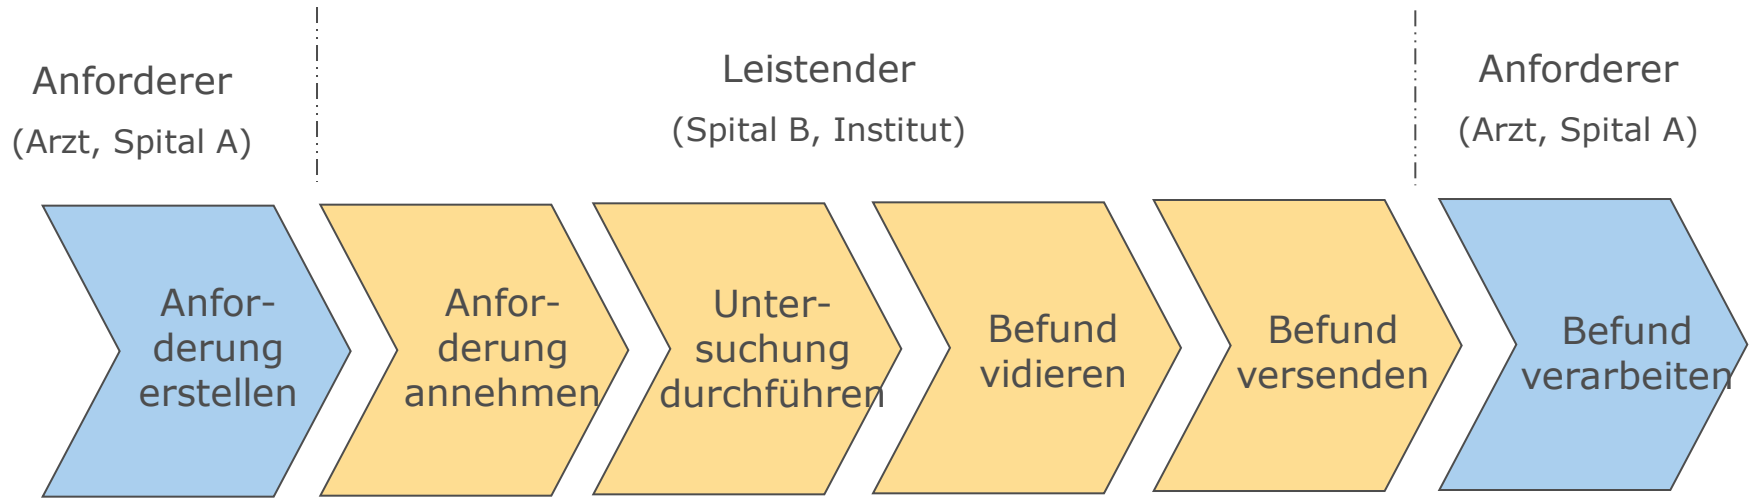 Anforderer
(Arzt, Spital A)
Leistender
(Spital B, Institut)
Anforderer
(Arzt, Spital A)
Anfor-
derung
erstellen
Anfor-
derung
annehmen
Unter-
suchung
durchführen
Befund
vidieren
Befund
versenden
Befund
verarbeiten